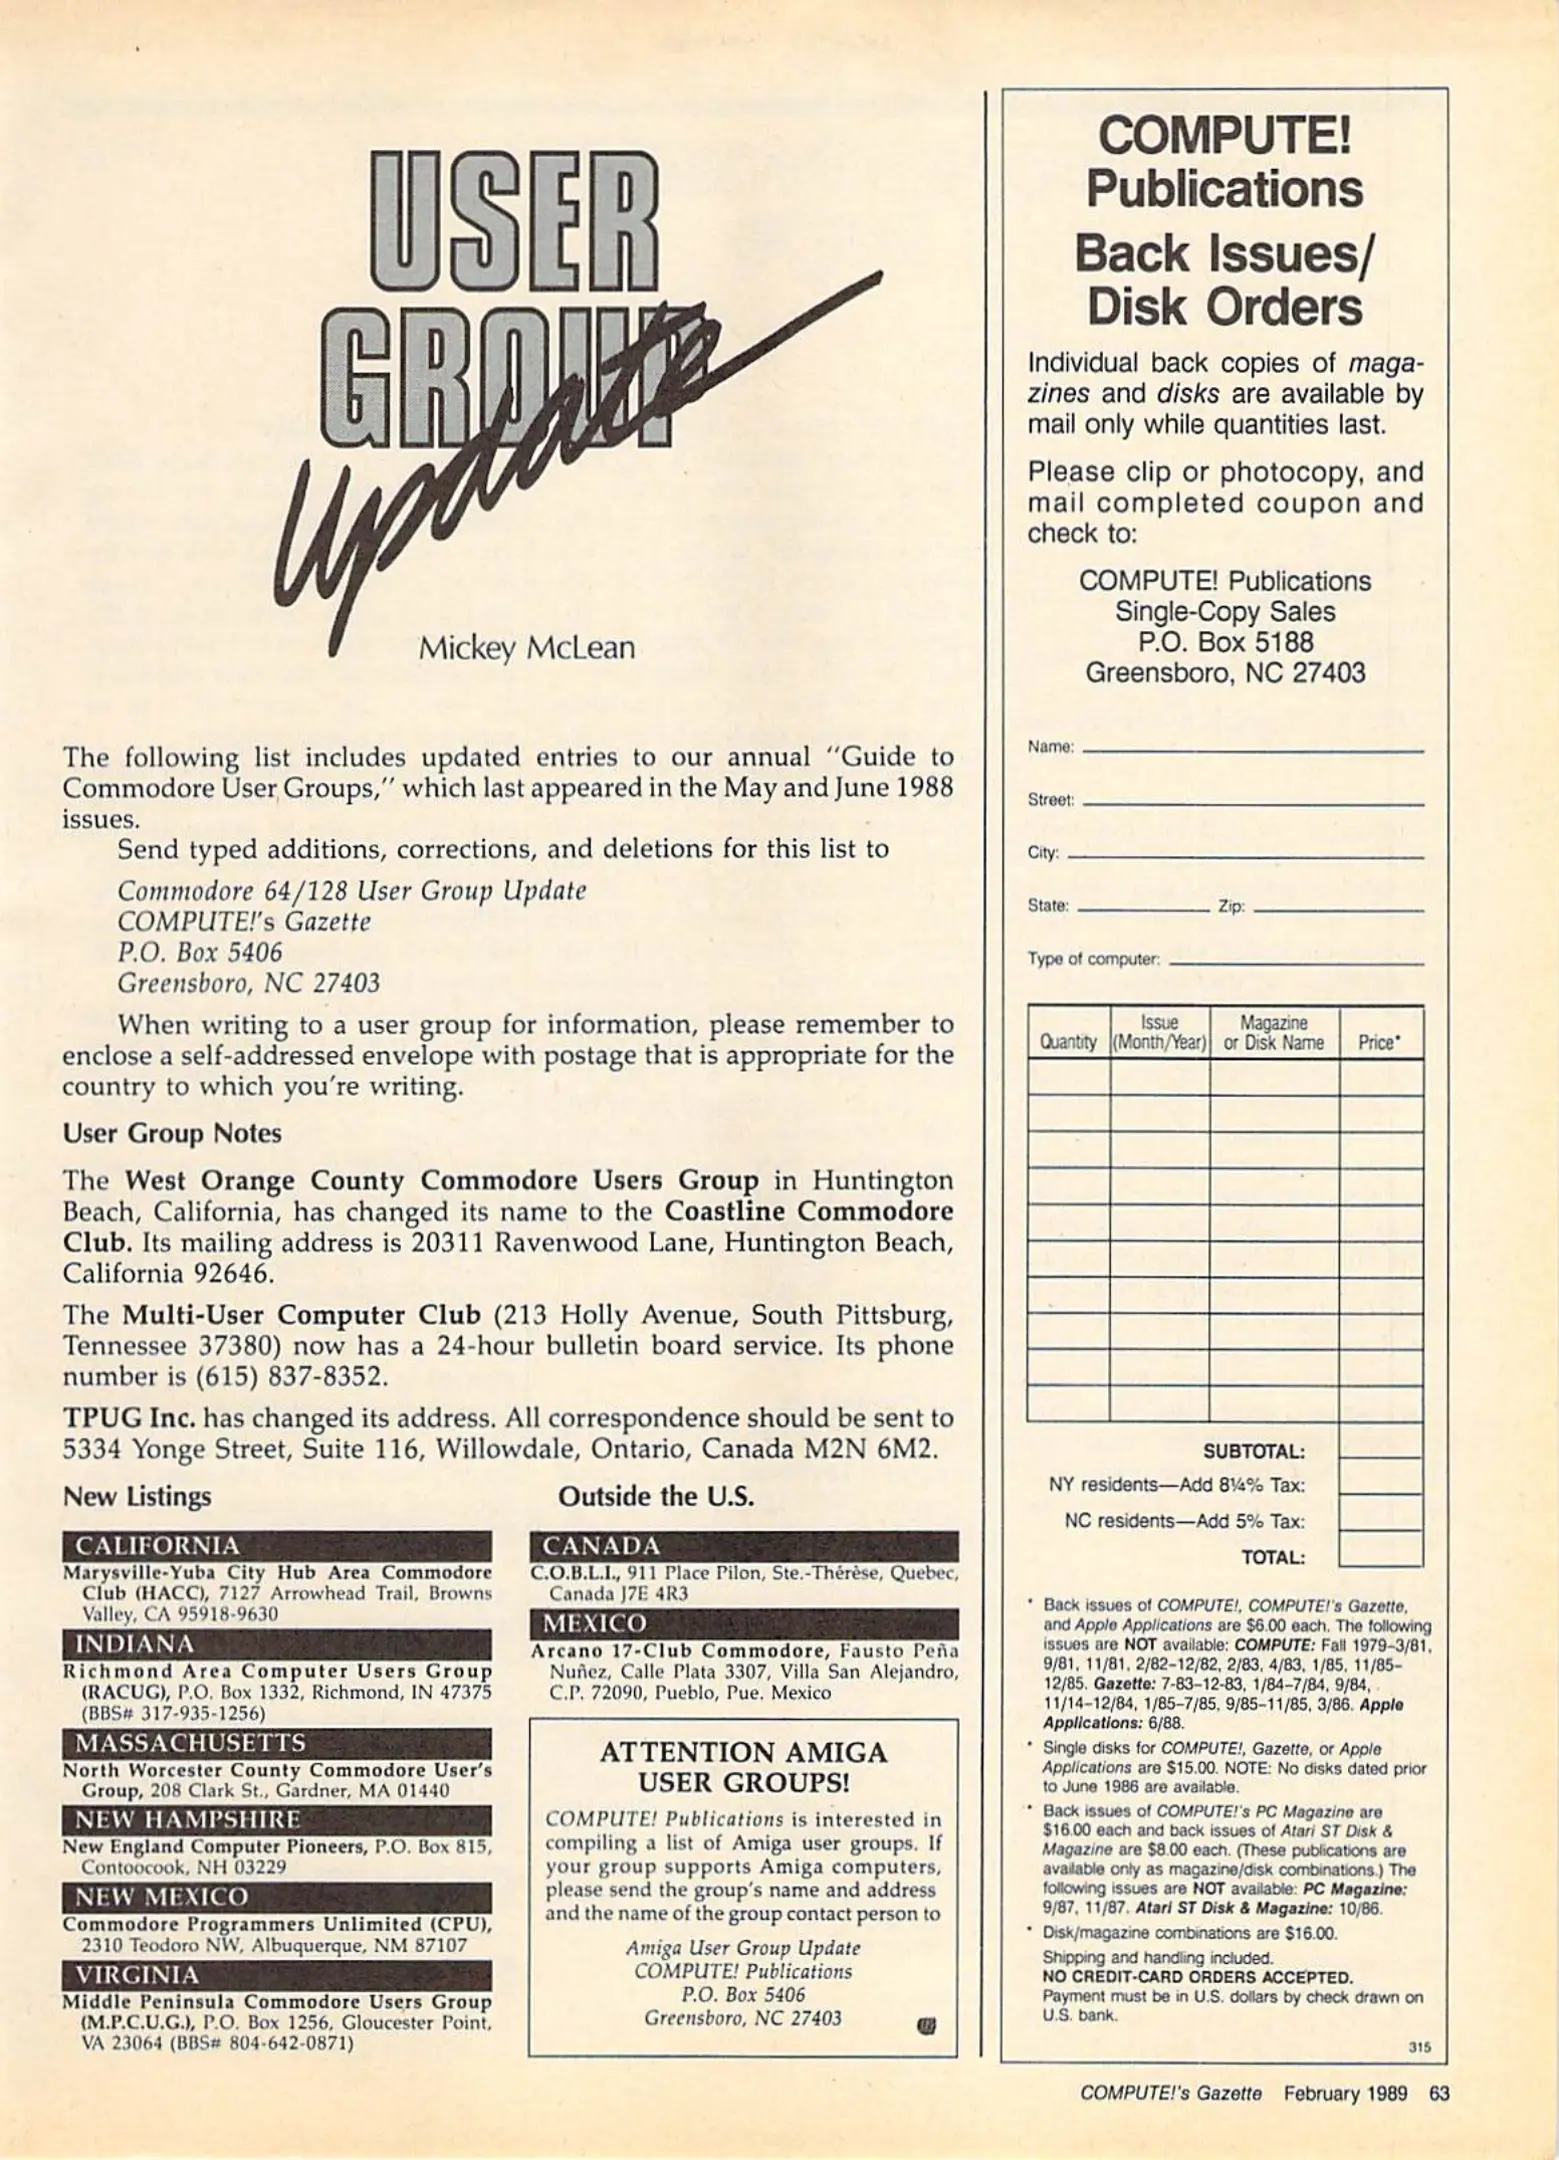 USER
GROUP
Update
Mickey McLean
The following list includes updated entries to our annual "Guide to
Commodore User Groups," which last appeared in the May and June 1988
issues.
Send typed additions, corrections, and deletions for this list to
Commodore 64/128 User Group Update
COMPUTE!'s Gazette
P.O. Box 5406
Greensboro, NC 27403
When writing to a user group for information, please remember to
enclose a self-addressed envelope with postage that is appropriate for the
country to which you're writing.
User Group Notes
The West Orange County Commodore Users Group in Huntington
Beach, California, has changed its name to the Coastline Commodore
Club. Its mailing address is 20311 Ravenwood Lane, Huntington Beach,
California 92646.
The Multi-User Computer Club (213 Holly Avenue, South Pittsburg,
Tennessee 37380) now has a 24-hour bulletin board service. Its phone
number is (615) 837-8352.
TPUG Inc. has changed its address. All correspondence should be sent to
5334 Yonge Street, Suite 116, Willowdale, Ontario, Canada M2N 6M2.
New Listings
CALIFORNIA
Marysville-Yuba City Hub Area Commodore
Club (HACC), 7127 Arrowhead Trail, Browns
Valley, CA 95918-9630
INDIANA
Richmond Area Computer Users Group
(RACUG), P.O. Box 1332, Richmond, IN 47375
(BBS# 317-935-1256)
MASSACHUSETTS
North Worcester County Commodore User's
Group, 208 Clark St., Gardner, MA 01440
NEW HAMPSHIRE
New England Computer Pioneers, P.O. Box 815,
Contoocook, NH 03229
NEW MEXICO
Commodore Programmers Unlimited (CPU),
2310 Teodoro NW, Albuquerque, NM 87107
VIRGINIA
Middle Peninsula Commodore Users Group
(M.P.C.U.G.), P.O. Box 1256, Gloucester Point,
VA 23064 (BBS# 804-642-0871)
Outside the U.S.
CANADA
C.O.B.L.I., 911 Place Pilon, Ste.-Thérèse, Quebec,
Canada J7E 4R3
MEXICO
Arcano 17-Club Commodore, Fausto Peña
Nuñez, Calle Plata 3307, Villa San Alejandro,
C.P. 72090, Pueblo, Pue. Mexico
ATTENTION AMIGA
USER GROUPS!
COMPUTE! Publications is interested in
compiling a list of Amiga user groups. If
your group supports Amiga computers,
please send the group's name and address
and the name of the group contact person to
Amiga User Group Update
COMPUTE! Publications
P.O. Box 5406
Greensboro, NC 27403
COMPUTE!
Publications
Back Issues/
Disk Orders
Individual back copies of maga-
zines and disks are available by
mail only while quantities last.
Please clip or photocopy, and
mail completed coupon and
check to:
COMPUTE! Publications
Single-Copy Sales
P.O. Box 5188
Greensboro, NC 27403
Name:
Street:
City:
State: Zip:
Type of computer:
Quantity Issue (Month/Year) Magazine or Disk Name Price*
SUBTOTAL:
NY residents—Add 8¼% Tax:
NC residents—Add 5% Tax:
TOTAL:
* Back issues of COMPUTE!, COMPUTE!'s Gazette,
and Apple Applications are $6.00 each. The following
issues are NOT available: COMPUTE: Fall 1979-3/81,
9/81, 11/81, 2/82-12/82, 2/83, 4/83, 1/85, 11/85-
12/85. Gazette: 7-83-12-83, 1/84-7/84, 9/84,
11/14-12/84, 1/85-7/85, 9/85-11/85, 3/86. Apple
Applications: 6/88.
* Single disks for COMPUTE!, Gazette, or Apple
Applications are $15.00. NOTE: No disks dated prior
to June 1986 are available.
* Back issues of COMPUTE!'s PC Magazine are
$16.00 each and back issues of Atari ST Disk &
Magazine are $8.00 each. (These publications are
available only as magazine/disk combinations.) The
following issues are NOT available: PC Magazine:
9/87, 11/87. Atari ST Disk & Magazine: 10/86.
* Disk/magazine combinations are $16.00.
Shipping and handling included.
NO CREDIT-CARD ORDERS ACCEPTED.
Payment must be in U.S. dollars by check drawn on
U.S. bank.
315
COMPUTE!'s Gazette February 1989 63